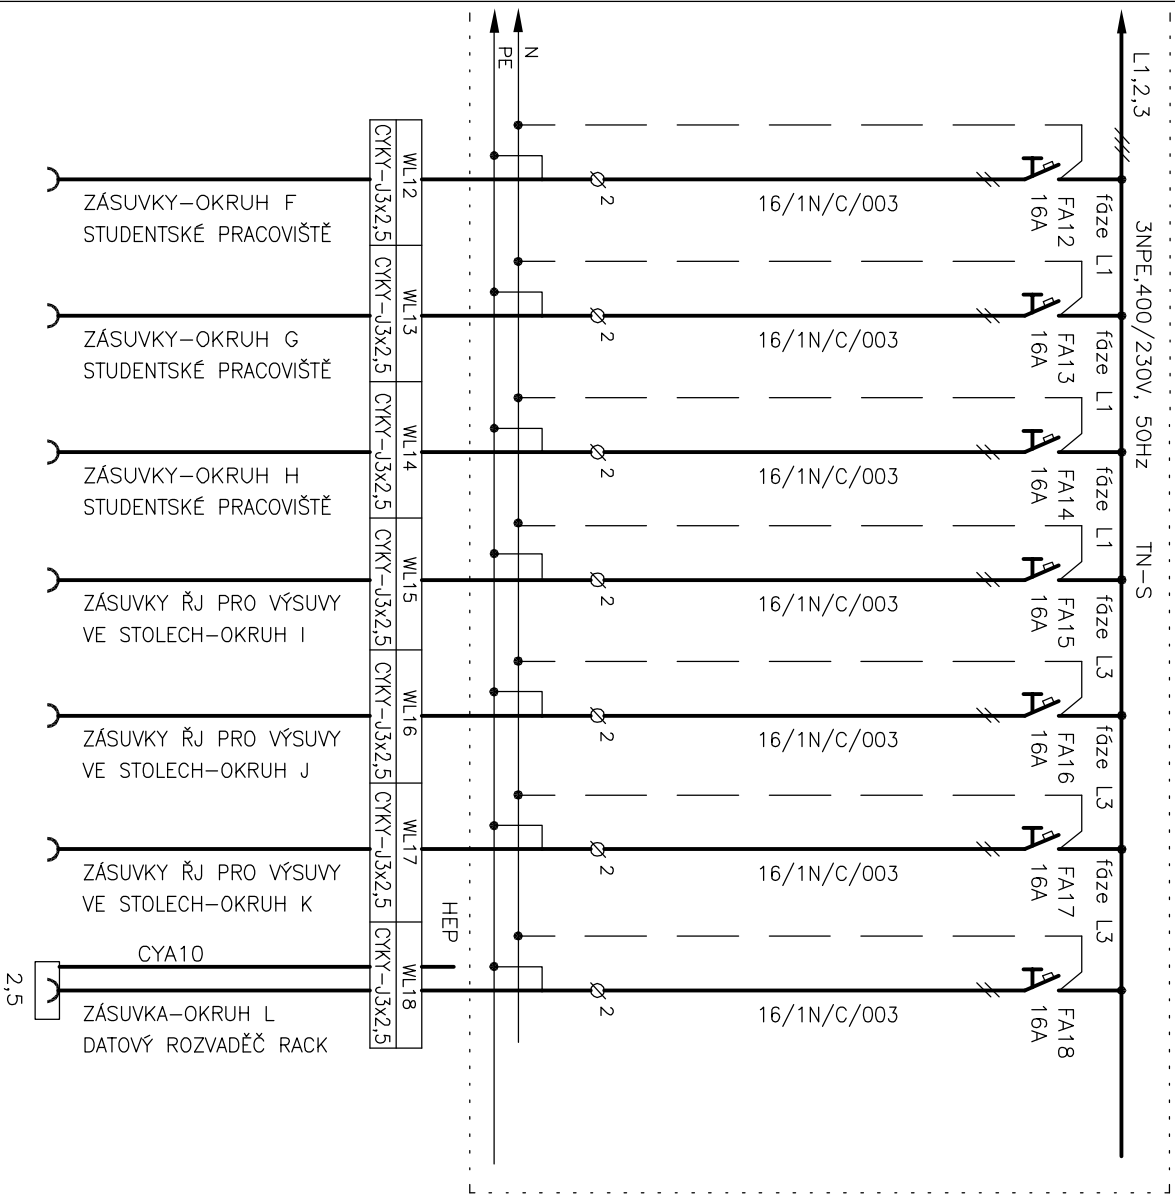 L1,2,3
3NPE,400/230V, 50Hz
TN-S
N
PE
fáze L1
FA12
16A
16/1N/C/003
2
WL12
CYKY-J3x2,5
ZÁSUVKY-OKRUH F
STUDENTSKÉ PRACOVIŠTĚ
fáze L1
FA13
16A
16/1N/C/003
2
WL13
CYKY-J3x2,5
ZÁSUVKY-OKRUH G
STUDENTSKÉ PRACOVIŠTĚ
fáze L1
FA14
16A
16/1N/C/003
2
WL14
CYKY-J3x2,5
ZÁSUVKY-OKRUH H
STUDENTSKÉ PRACOVIŠTĚ
fáze L3
FA15
16A
16/1N/C/003
2
WL15
CYKY-J3x2,5
ZÁSUVKY ŘJ PRO VÝSUVY
VE STOLECH-OKRUH I
fáze L3
FA16
16A
16/1N/C/003
2
WL16
CYKY-J3x2,5
ZÁSUVKY ŘJ PRO VÝSUVY
VE STOLECH-OKRUH J
fáze L3
FA17
16A
16/1N/C/003
2
WL17
CYKY-J3x2,5
ZÁSUVKY ŘJ PRO VÝSUVY
VE STOLECH-OKRUH K
FA18
16A
16/1N/C/003
2
HEP
WL18
CYKY-J3x2,5
CYA10
ZÁSUVKA-OKRUH L
DATOVÝ ROZVADĚČ RACK
2,5